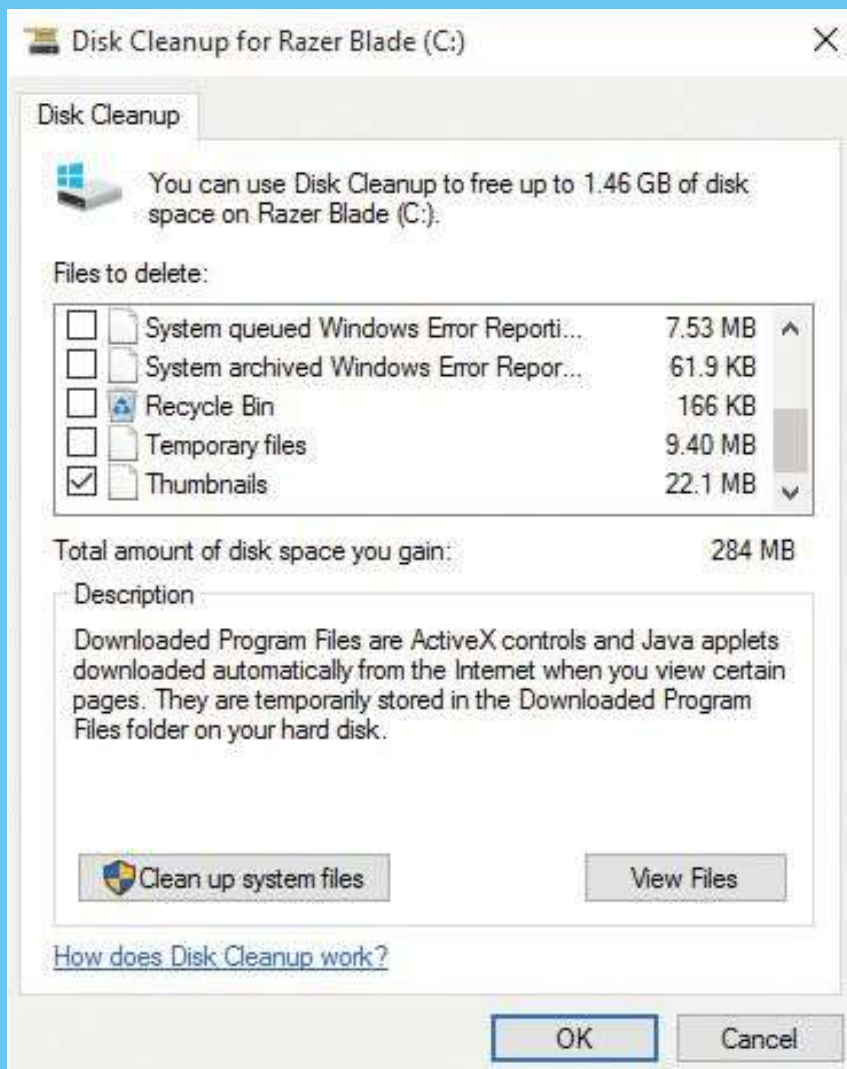 Disk Cleanup for Razer Blade (C:)
Disk Cleanup
You can use Disk Cleanup to free up to 1.46 GB of disk
space on Razer Blade (C:).
Files to delete:
System queued Windows Error Reporti... 7.53 MB
System archived Windows Error Repor... 61.9 KB
Recycle Bin 166 KB
Temporary files 9.40 MB
Thumbnails 22.1 MB
Total amount of disk space you gain: 284 MB
Description
Downloaded Program Files are ActiveX controls and Java applets
downloaded automatically from the Internet when you view certain
pages. They are temporarily stored in the Downloaded Program
Files folder on your hard disk.
Clean up system files View Files
How does Disk Cleanup work?
OK Cancel